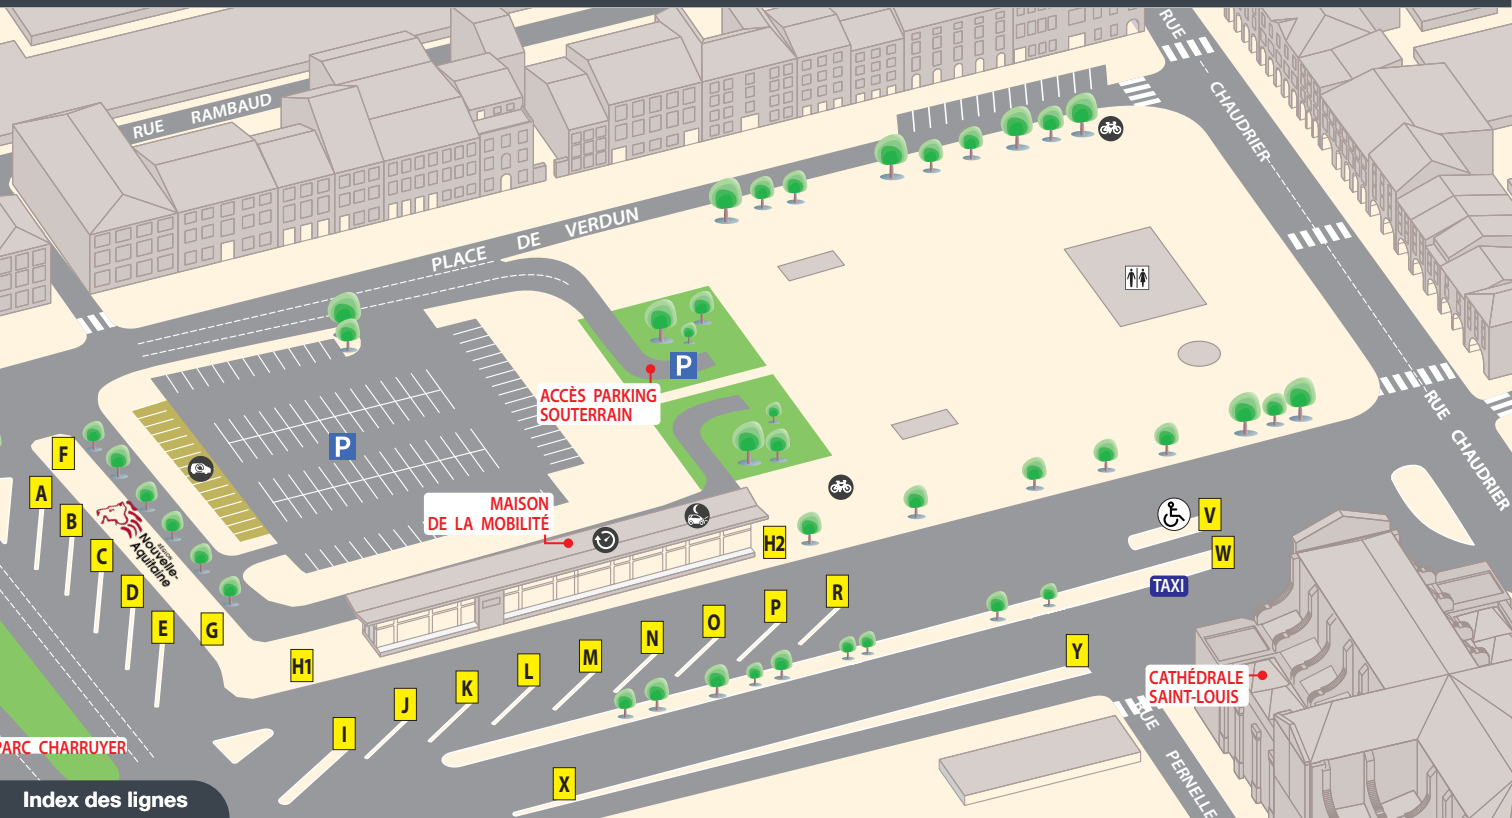 RUE
CHAUDRIER
RUE RAMBAUD
PLACE DE VERDUN
P
ACCÈS PARKING
SOUTERRAIN
P
MAISON
DE LA MOBILITÉ
RUE CHAUDRIER
F
A
B
C
D
E
G
RÉGION
Nouvelle-
Aquitaine
H1
H2
I
J
K
L
M
N
O
P
R
V
W
TAXI
Y
X
CATHÉDRALE
SAINT-LOUIS
RUE PERNELLE
PARC CHARRUYER
Index des lignes